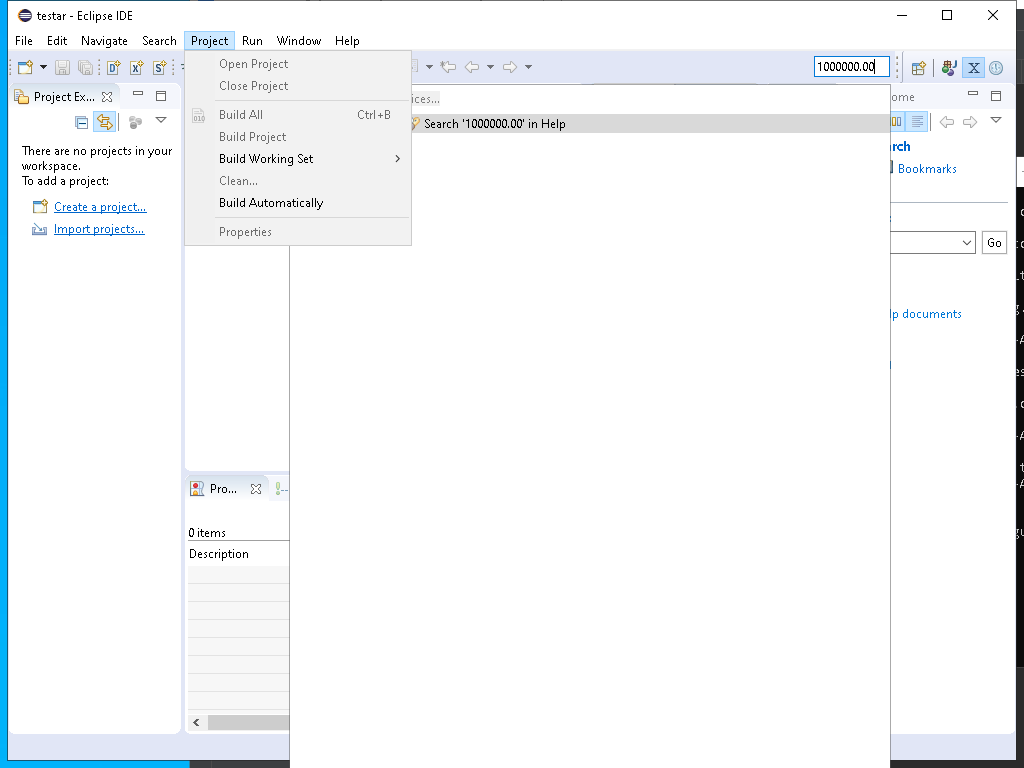 testar - Eclipse IDE
File Edit Navigate Search Project Run Window Help
1000000.00
Open Project
Close Project
Build All Ctrl+B
Build Project
Build Working Set
Clean...
Build Automatically
Properties
Project Ex...
There are no projects in your
workspace.
To add a project:
Create a project...
Import projects...
ices...
Search '1000000.00' in Help
ome
rch
Bookmarks
Go
lp documents
Pro...
0 items
Description